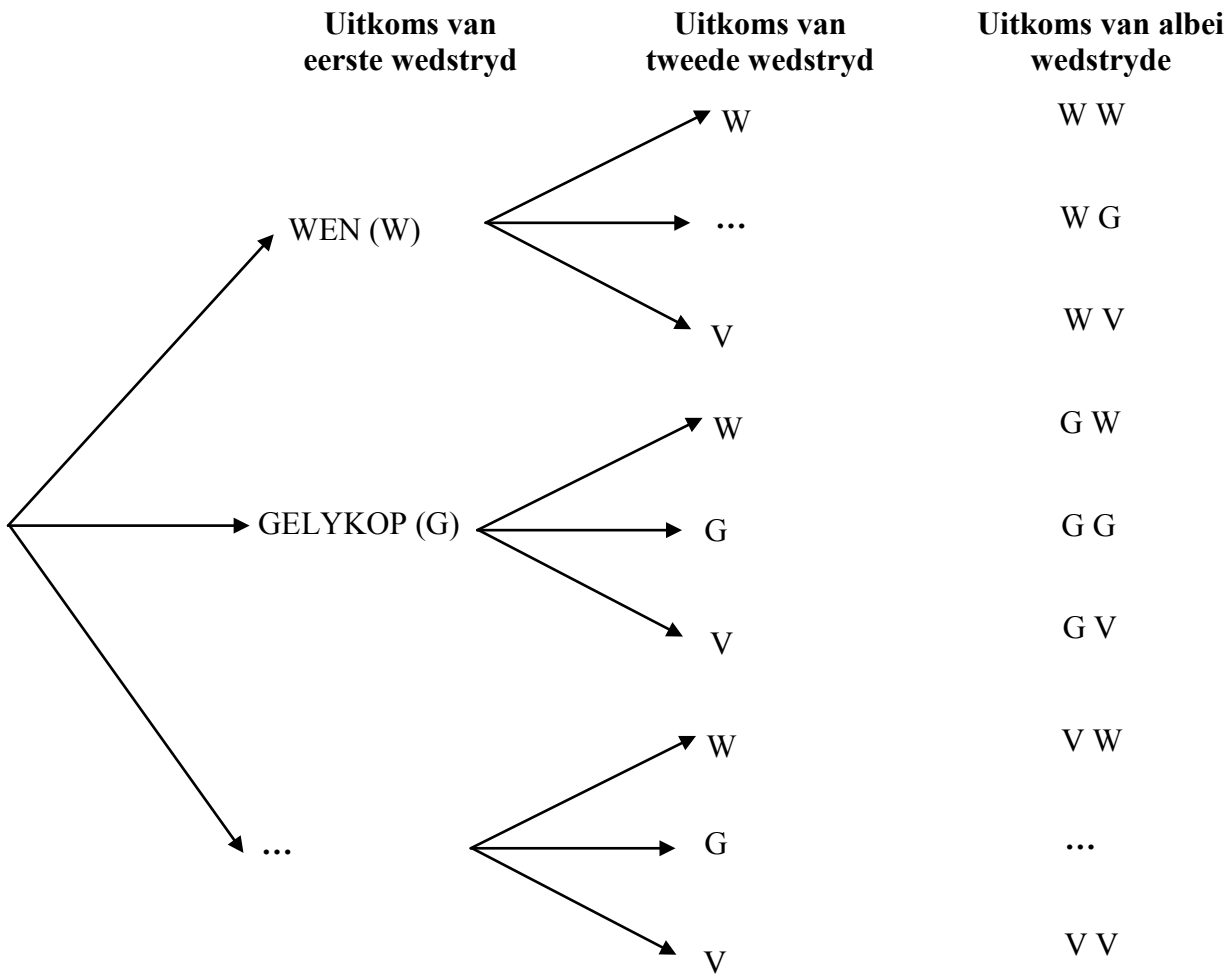 Uitkoms van eerste wedstryd
Uitkoms van tweede wedstryd
Uitkoms van albei wedstryde
W
W W
WEN (W)
...
W G
V
W V
W
G W
GELYKOP (G)
G
G G
V
G V
W
V W
...
G
...
V
V V